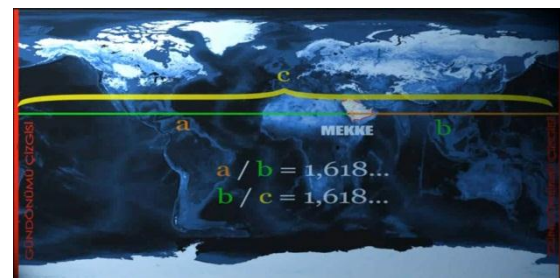 c
a
b
MEKKE
a / b = 1,618...
b / c = 1,618...
GÜNDÖNÜMÜ ÇİZGİSİ